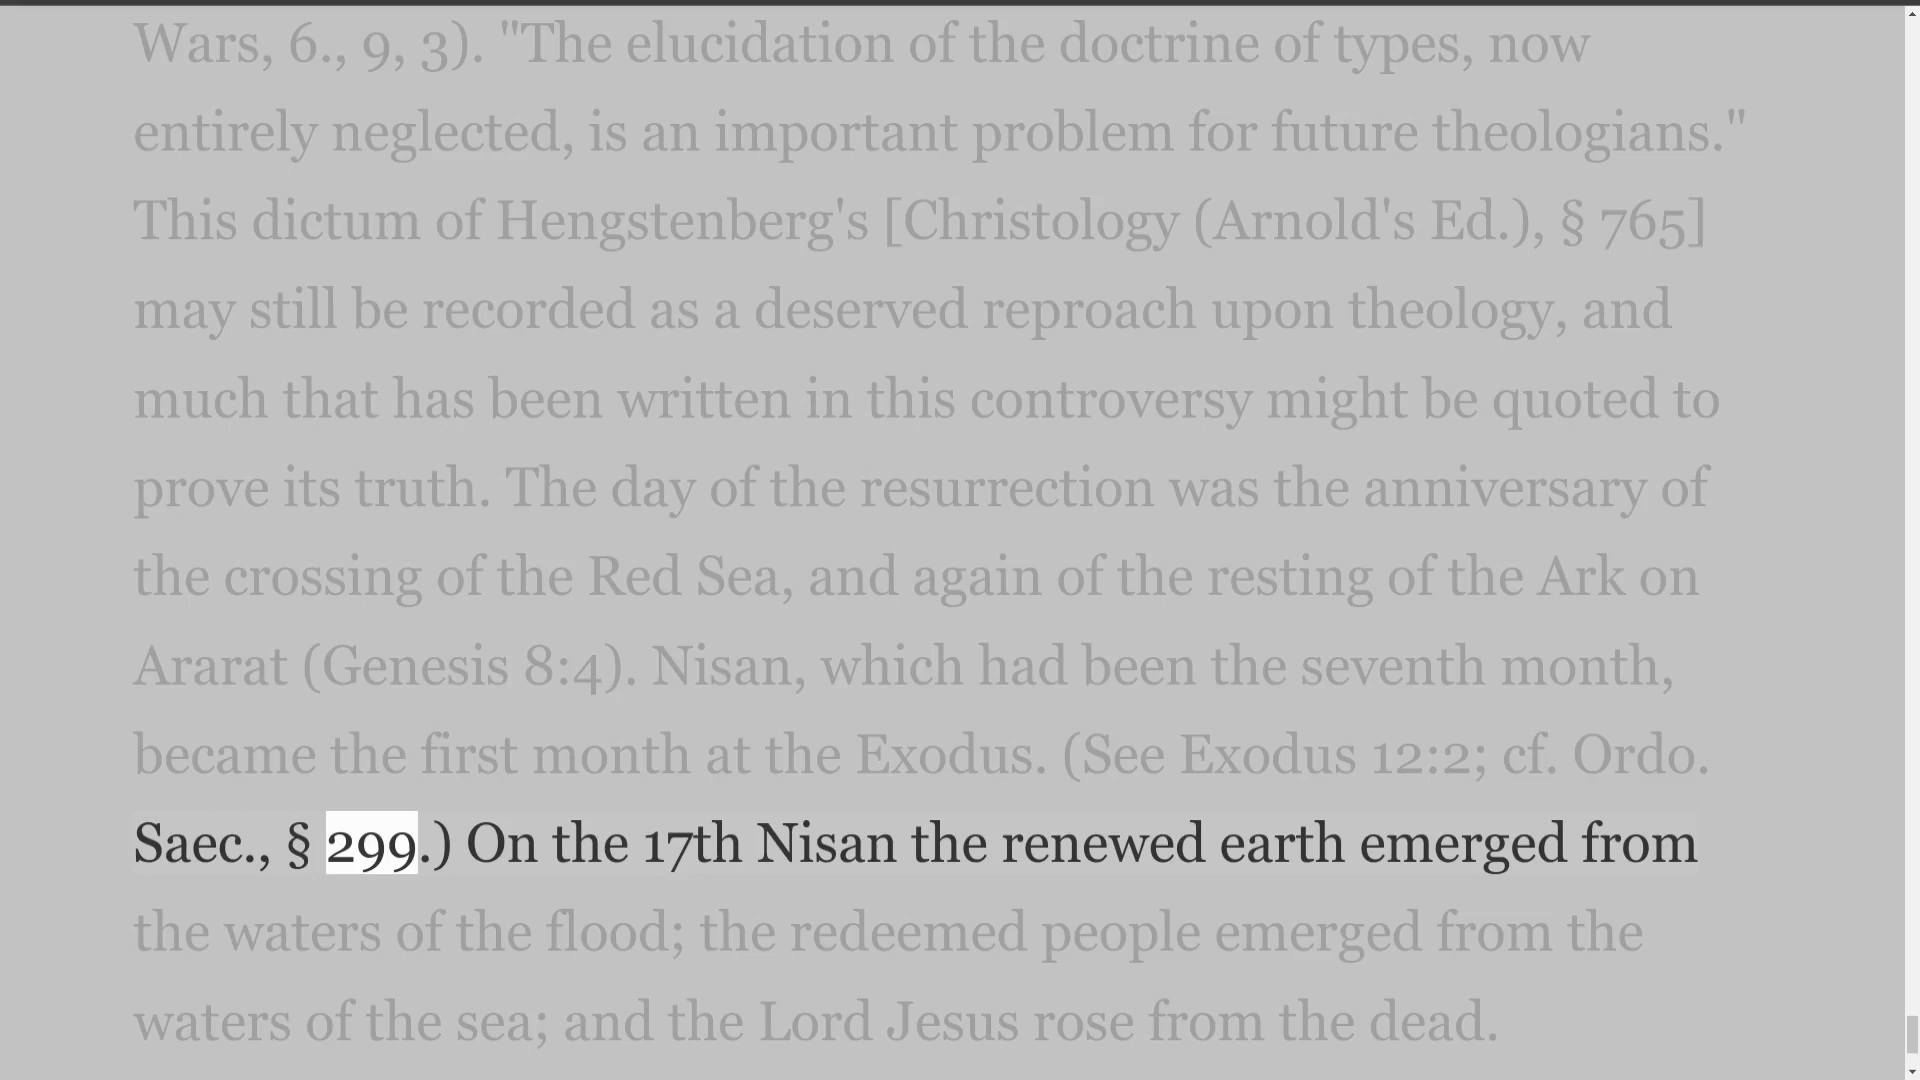 Wars, 6., 9, 3). "The elucidation of the doctrine of types, now
entirely neglected, is an important problem for future theologians."
This dictum of Hengstenberg's [Christology (Arnold's Ed.), § 765]
may still be recorded as a deserved reproach upon theology, and
much that has been written in this controversy might be quoted to
prove its truth. The day of the resurrection was the anniversary of
the crossing of the Red Sea, and again of the resting of the Ark on
Ararat (Genesis 8:4). Nisan, which had been the seventh month,
became the first month at the Exodus. (See Exodus 12:2; cf. Ordo.
Saec., § 299.) On the 17th Nisan the renewed earth emerged from
the waters of the flood; the redeemed people emerged from the
waters of the sea; and the Lord Jesus rose from the dead.